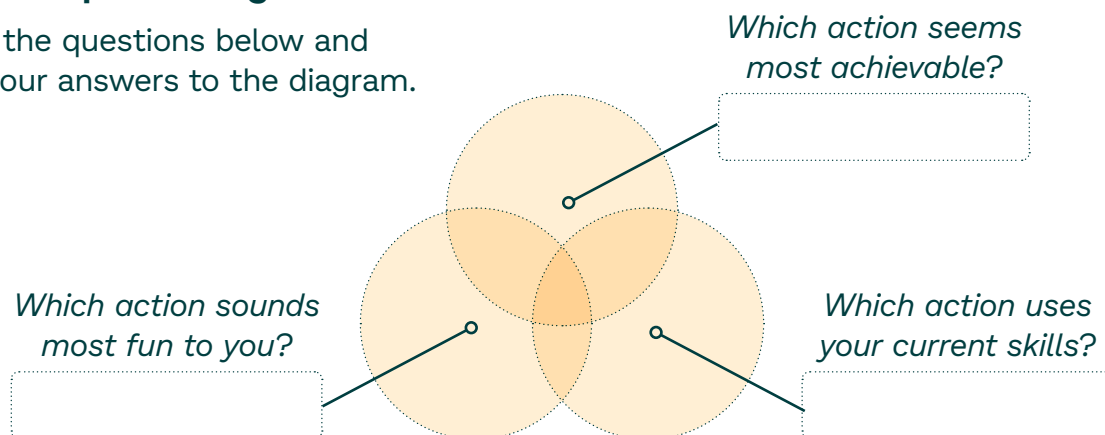 the questions below and
our answers to the diagram.
Which action seems
most achievable?
Which action sounds
most fun to you?
Which action uses
your current skills?